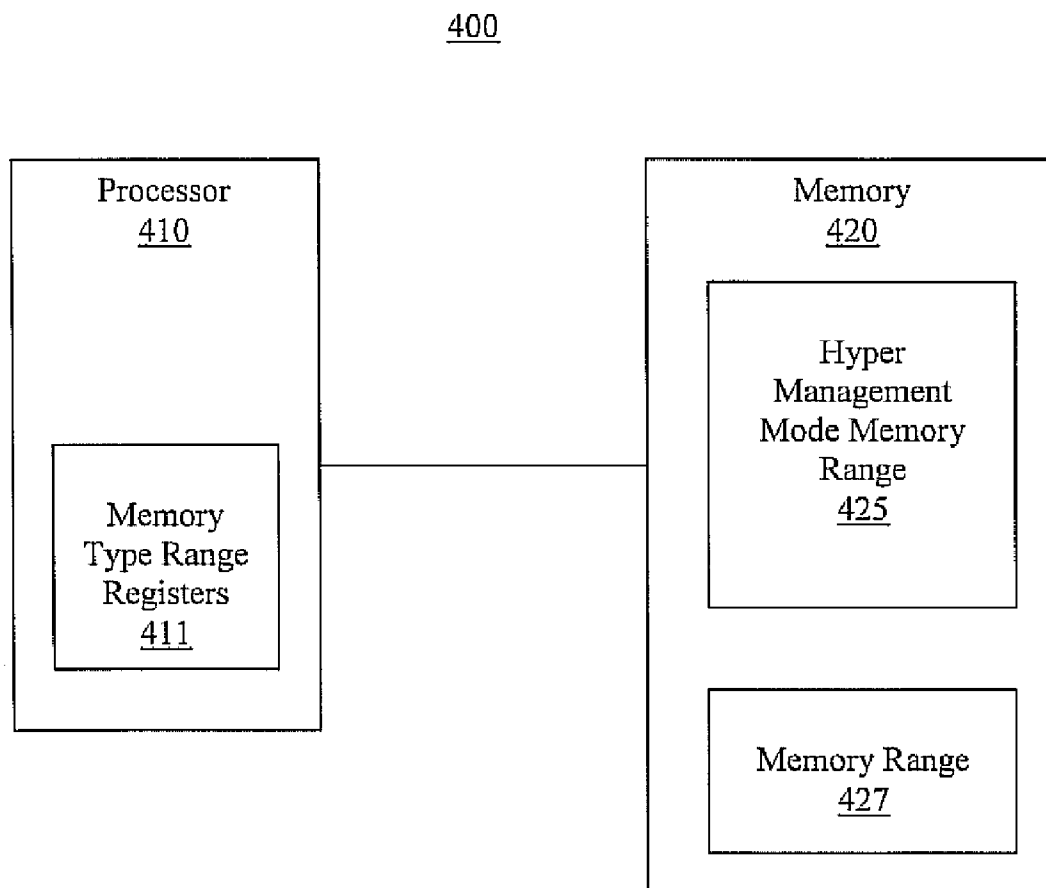 400
Processor
410
Memory
Type Range
Registers
411
Memory
420
Hyper
Management
Mode Memory
Range
425
Memory Range
427